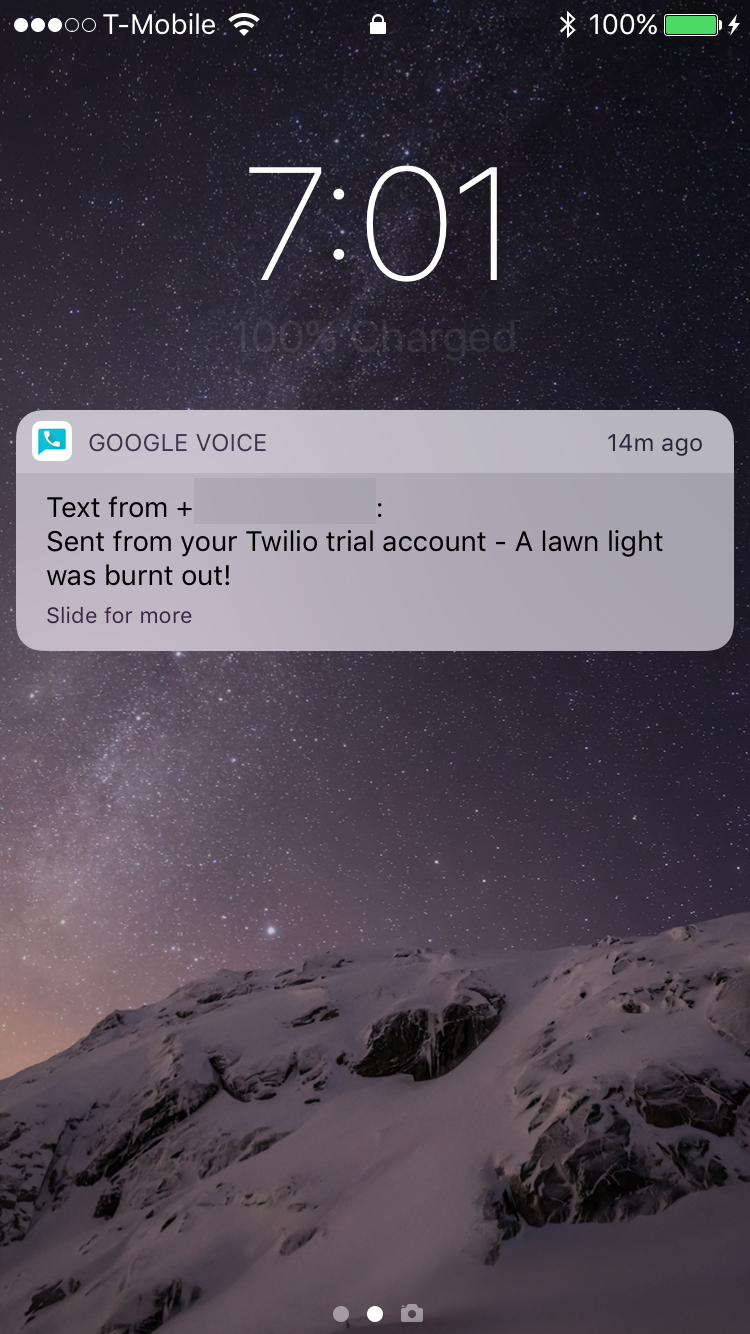 T-Mobile 100%
7:01
100% Charged
GOOGLE VOICE 14m ago
Text from + :
Sent from your Twilio trial account - A lawn light
was burnt out!
Slide for more